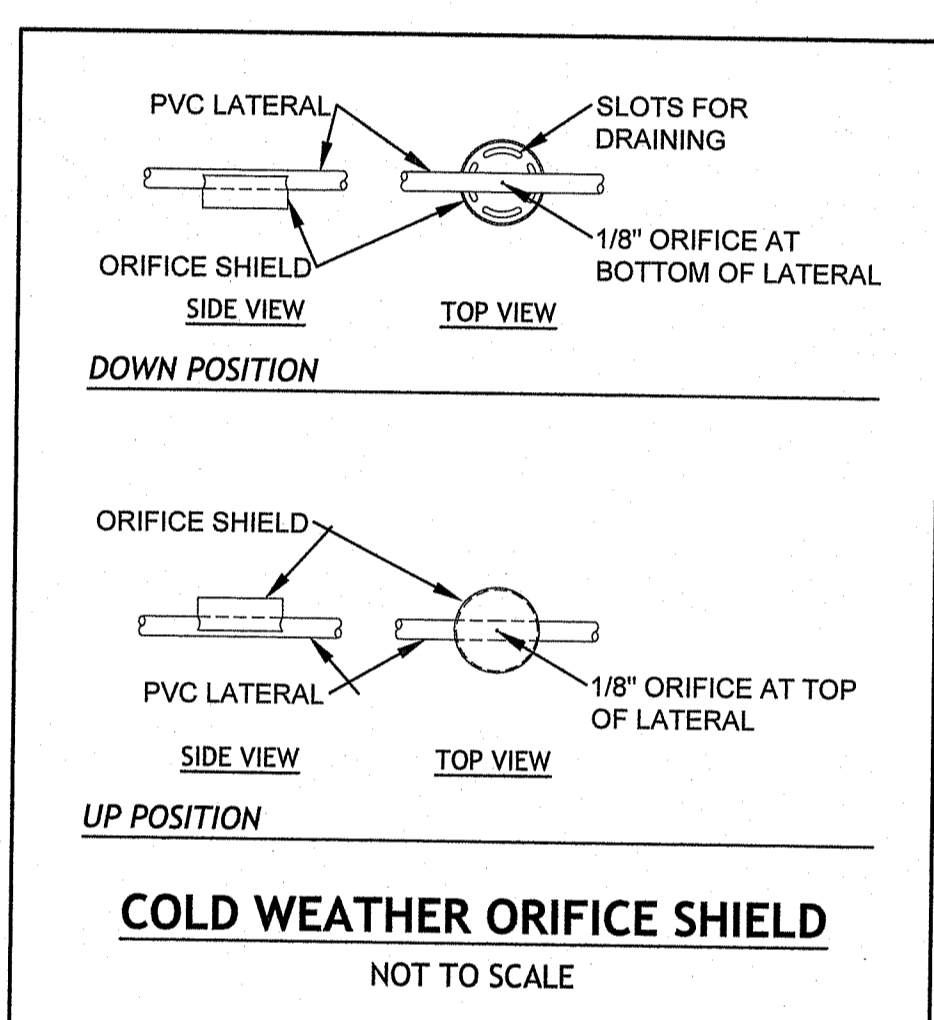 PVC LATERAL
SLOTS FOR
DRAINING
1/8" ORIFICE AT
BOTTOM OF LATERAL
ORIFICE SHIELD
SIDE VIEW
TOP VIEW
DOWN POSITION
ORIFICE SHIELD
PVC LATERAL
1/8" ORIFICE AT TOP
OF LATERAL
SIDE VIEW
TOP VIEW
UP POSITION
COLD WEATHER ORIFICE SHIELD
NOT TO SCALE